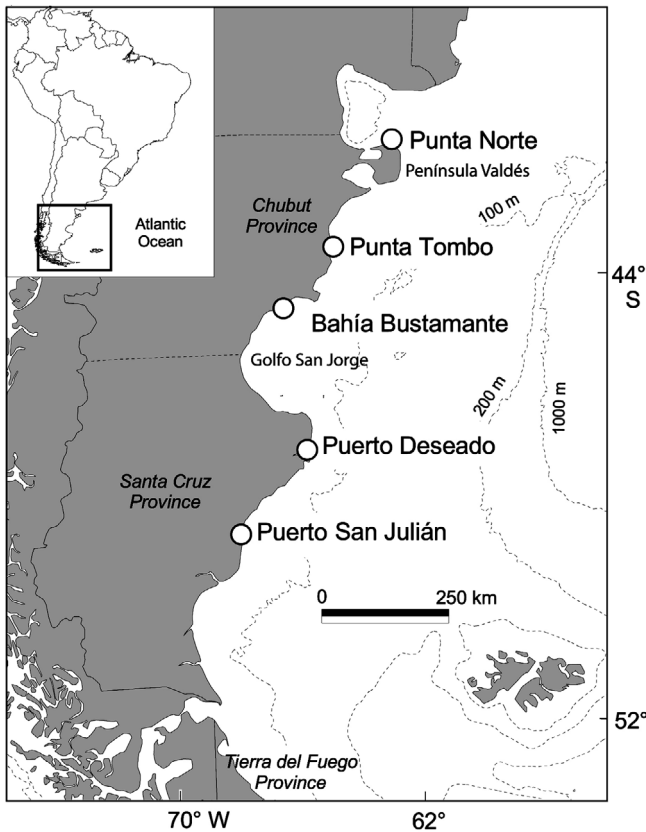 Atlantic
Ocean
Punta Norte
Península Valdés
Chubut
Province
100 m
Punta Tombo
44°
S
Bahía Bustamante
Golfo San Jorge
200 m
1000 m
Puerto Deseado
Santa Cruz
Province
Puerto San Julián
0
250 km
52°
Tierra del Fuego
Province
70° W
62°